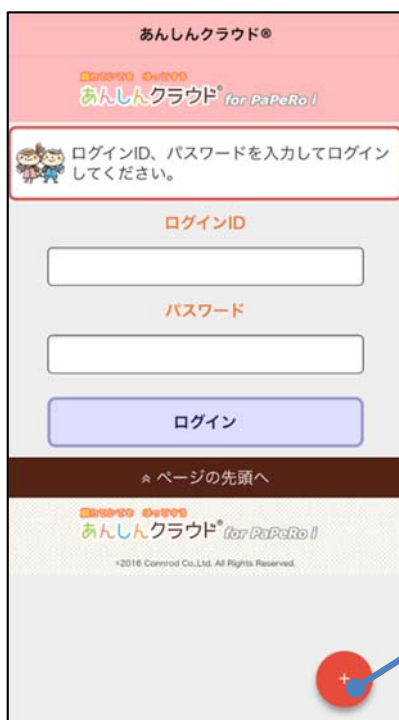 あんしんクラウド®
あんしんクラウド® for PaPeRo i
ログインID、パスワードを入力してログイン
してください。
ログインID
パスワード
ログイン
ページの先頭へ
あんしんクラウド® for PaPeRo i
©2016 Connrod Co.,Ltd. All Rights Reserved.
+